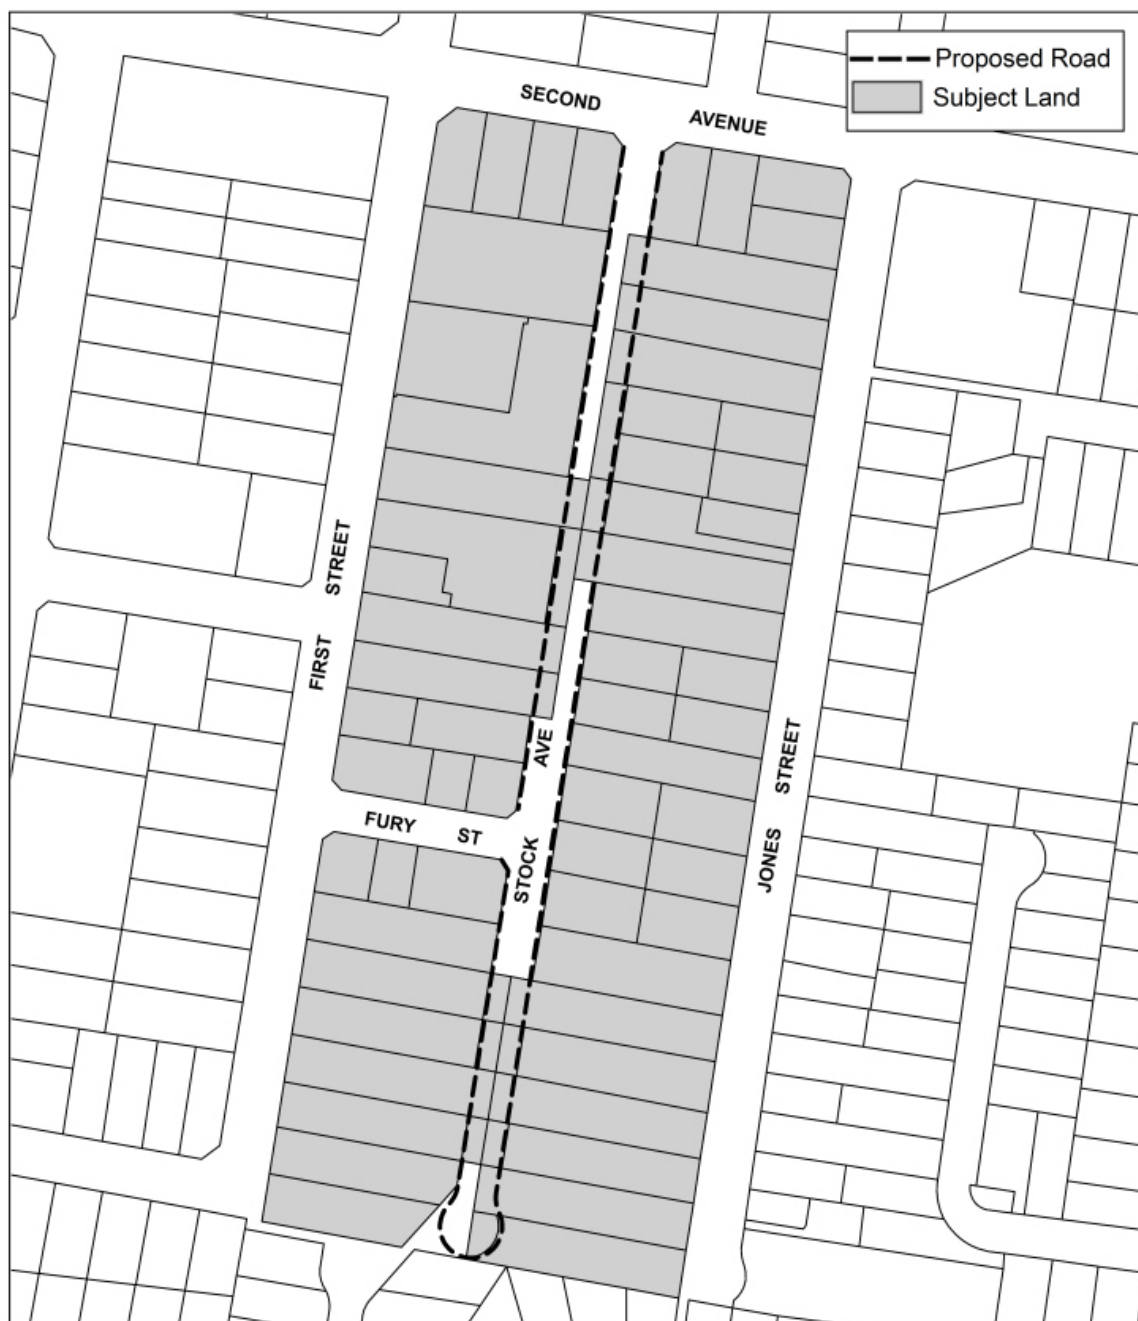 Proposed Road
Subject Land
SECOND
AVENUE
STREET
FIRST
AVE
STREET
FURY ST
STOCK
JONES